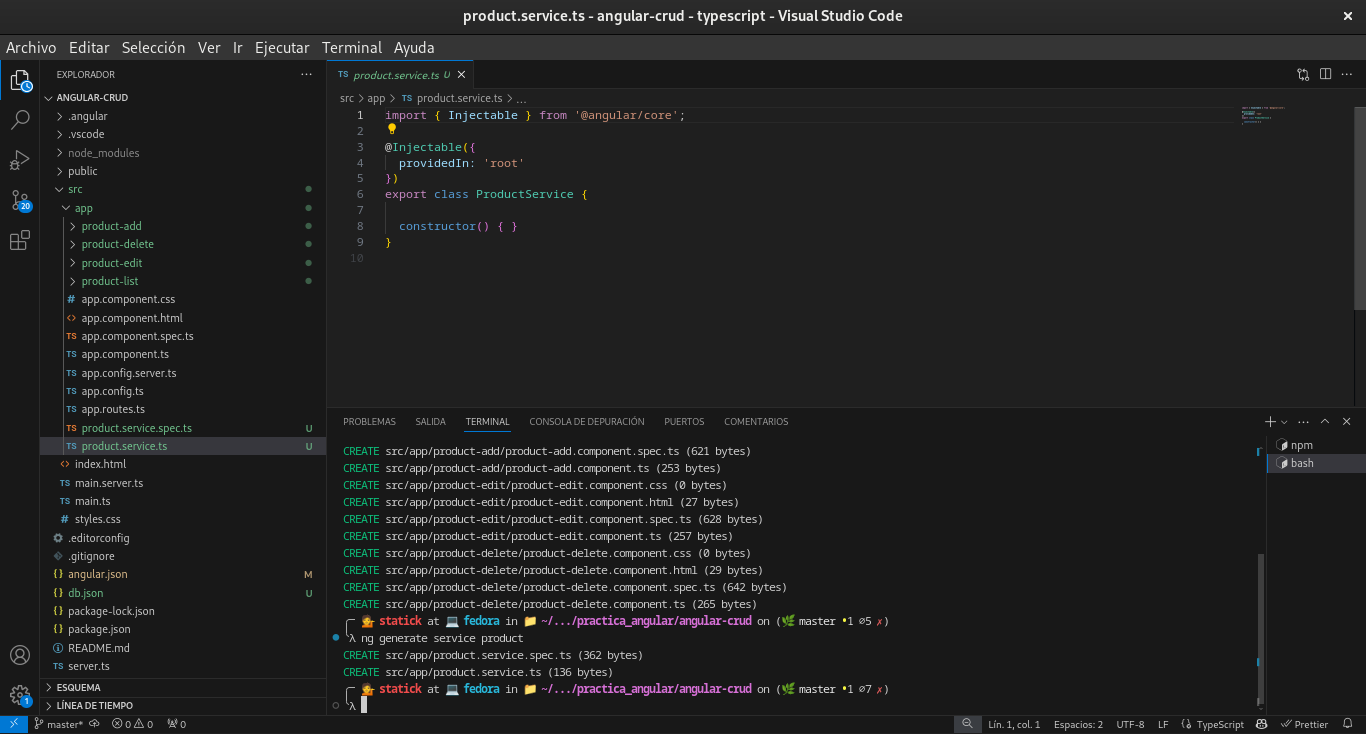 product.service.ts - angular-crud - typescript - Visual Studio Code
Archivo Editar Selección Ver Ir Ejecutar Terminal Ayuda
EXPLORADOR
ANGULAR-CRUD
.angular
.vscode
node_modules
public
src
app
product-add
product-delete
product-edit
product-list
# app.component.css
<> app.component.html
TS app.component.spec.ts
TS app.component.ts
TS app.config.server.ts
TS app.config.ts
TS app.routes.ts
TS product.service.spec.ts U
TS product.service.ts U
<> index.html
TS main.server.ts
TS main.ts
# styles.css
.editorconfig
.gitignore
{} angular.json M
{} db.json U
{} package-lock.json
{} package.json
README.md
TS server.ts
ESQUEMA
LÍNEA DE TIEMPO
20
1
TS product.service.ts U
src > app > TS product.service.ts > ...
1 import { Injectable } from '@angular/core';
2
3 @Injectable({
4 providedIn: 'root'
5 })
6 export class ProductService {
7
8 constructor() { }
9 }
10
PROBLEMAS SALIDA TERMINAL CONSOLA DE DEPURACIÓN PUERTOS COMENTARIOS
CREATE src/app/product-add/product-add.component.spec.ts (621 bytes)
CREATE src/app/product-add/product-add.component.ts (253 bytes)
CREATE src/app/product-edit/product-edit.component.css (0 bytes)
CREATE src/app/product-edit/product-edit.component.html (27 bytes)
CREATE src/app/product-edit/product-edit.component.spec.ts (628 bytes)
CREATE src/app/product-edit/product-edit.component.ts (257 bytes)
CREATE src/app/product-delete/product-delete.component.css (0 bytes)
CREATE src/app/product-delete/product-delete.component.html (29 bytes)
CREATE src/app/product-delete/product-delete.component.spec.ts (642 bytes)
CREATE src/app/product-delete/product-delete.component.ts (265 bytes)
╭─ 💁 statick at 💻 fedora in 📁 ~/.../practica_angular/angular-crud on (🌿 master •1 ⌀5 ✗)
╰λ ng generate service product
CREATE src/app/product.service.spec.ts (362 bytes)
CREATE src/app/product.service.ts (136 bytes)
╭─ 💁 statick at 💻 fedora in 📁 ~/.../practica_angular/angular-crud on (🌿 master •1 ⌀7 ✗)
╰λ
npm
bash
master* 0 0 0 Lín. 1, col. 1 Espacios: 2 UTF-8 LF {} TypeScript Prettier